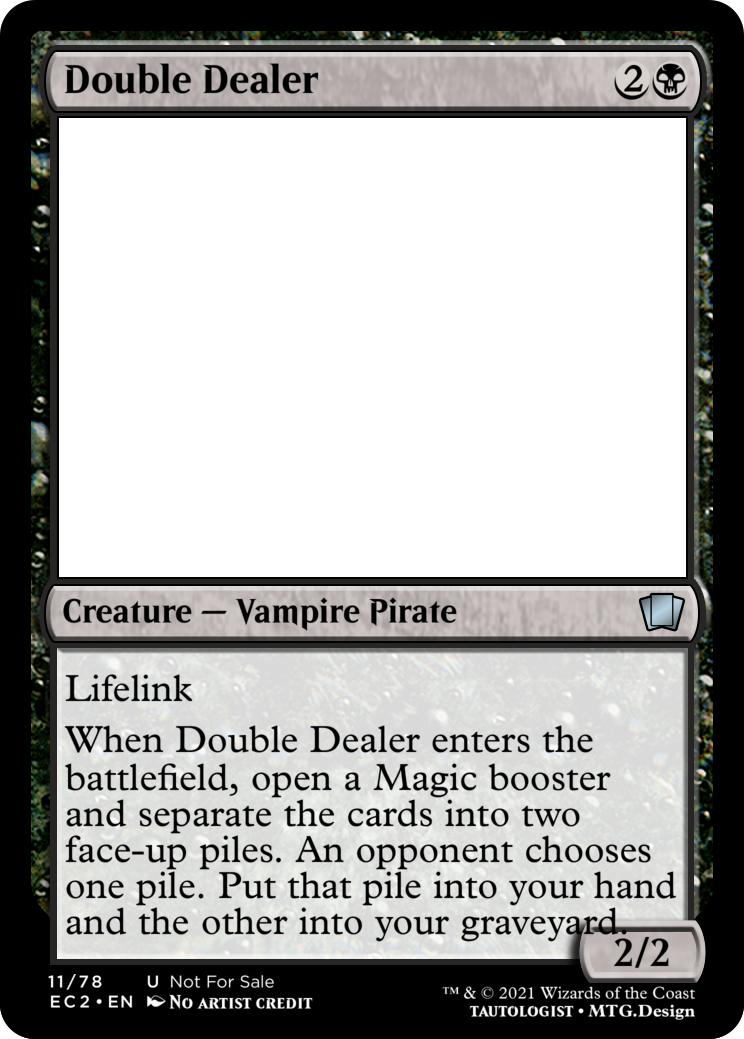 Double Dealer 2
Creature — Vampire Pirate
Lifelink
When Double Dealer enters the
battlefield, open a Magic booster
and separate the cards into two
face-up piles. An opponent chooses
one pile. Put that pile into your hand
and the other into your graveyard.
2/2
11/78 U Not For Sale
EC2 • EN No artist credit
™ & © 2021 Wizards of the Coast
TAUTOLOGIST • MTG.Design